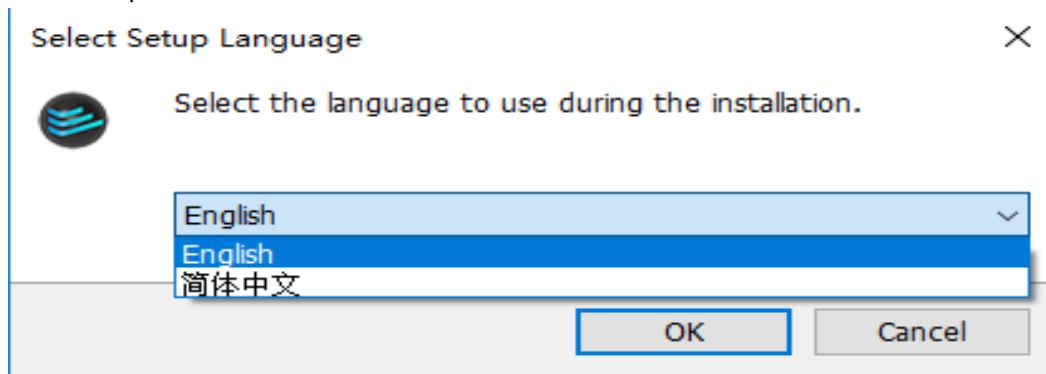 Select Setup Language
Select the language to use during the installation.
English
English
简体中文
OK
Cancel